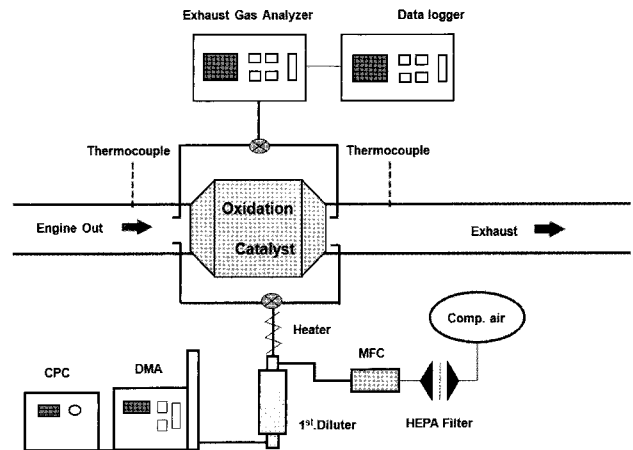 Exhaust Gas Analyzer
Data logger
Thermocouple
Thermocouple
Oxidation
Engine Out
Exhaust
Catalyst
Comp. air
Heater
MFC
CPC
DMA
1st.Diluter
HEPA Filter